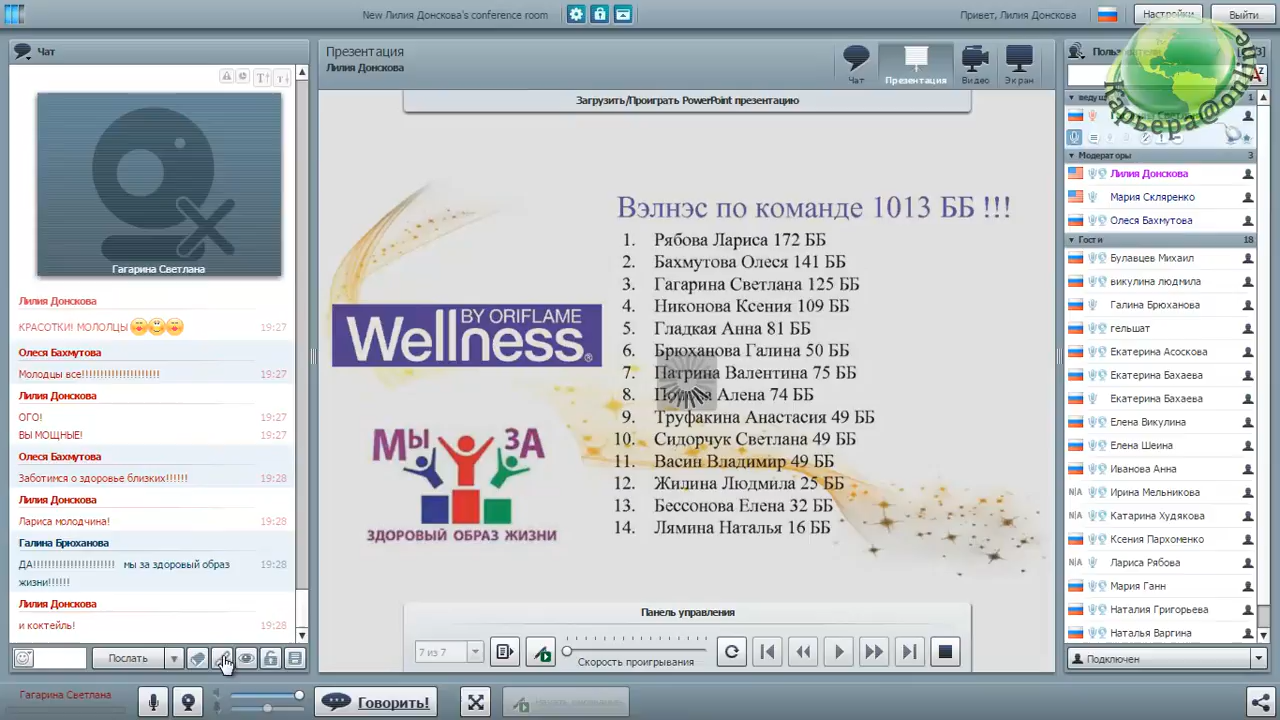 New Лилия Донскова's conference room
Привет, Лилия Донскова
Настройки
Выйти
Чат
Гагарина Светлана
Лилия Донскова
КРАСОТКИ! МОЛОЛЦЫ
19:27
Олеся Бахмутова
Молодцы все!!!!!!!!!!!!!!!!!!!!!
19:27
Лилия Донскова
ОГО!
19:27
ВЫ МОЩНЫЕ!
19:27
Олеся Бахмутова
Заботимся о здоровье близких!!!!!!
19:28
Лилия Донскова
Лариса молодчина!
19:28
Галина Брюханова
ДА!!!!!!!!!!!!!!!!!!!!!! мы за здоровый образ
19:28
жизни!!!!!!
Лилия Донскова
и коктейль!
19:28
Послать
Презентация
Лилия Донскова
Чат
Презентация
Видео
Экран
Загрузить/Проиграть PowerPoint презентацию
Вэлнэс по команде 1013 ББ !!!
1. Рябова Лариса 172 ББ
2. Бахмутова Олеся 141 ББ
3. Гагарина Светлана 125 ББ
4. Никонова Ксения 109 ББ
5. Гладкая Анна 81 ББ
6. Брюханова Галина 50 ББ
7. Патрина Валентина 75 ББ
8. Алена 74 ББ
9. Труфакина Анастасия 49 ББ
10. Сидорчук Светлана 49 ББ
11. Васин Владимир 49 ББ
12. Жилина Людмила 25 ББ
13. Бессонова Елена 32 ББ
14. Лямина Наталья 16 ББ
Wellness BY ORIFLAME ®
МЫ ЗА
ЗДОРОВЫЙ ОБРАЗ ЖИЗНИ
Панель управления
7 из 7
Скорость проигрывания
карьера@online
1
Модераторы
3
Лилия Донскова
Мария Скляренко
Олеся Бахмутова
Гости
18
Булавцев Михаил
викулина людмила
Галина Брюханова
гельшат
Екатерина Асоскова
Екатерина Бахаева
Екатерина Бахаева
Елена Викулина
Елена Шеина
Иванова Анна
N/A Ирина Мельникова
N/A Катарина Худякова
Ксения Пархоменко
N/A Лариса Рябова
Мария Ганн
Наталия Григорьева
Наталья Варгина
Подключен
Гагарина Светлана
Говорить!